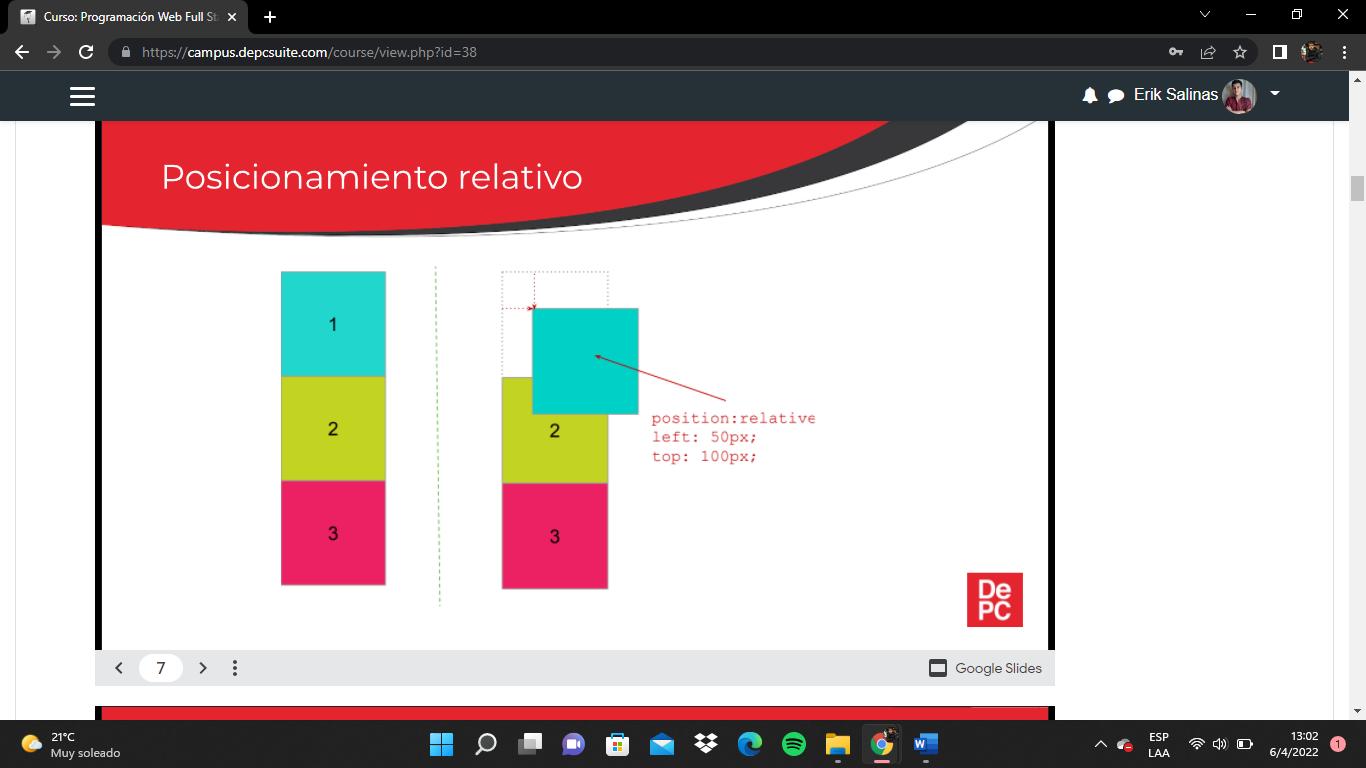 Curso: Programación Web Full St
https://campus.depcsuite.com/course/view.php?id=38
Erik Salinas
Posicionamiento relativo
1
2
3
2
3
position:relative
left: 50px;
top: 100px;
De
PC
7
Google Slides
21°C
Muy soleado
ESP
LAA
13:02
6/4/2022
1